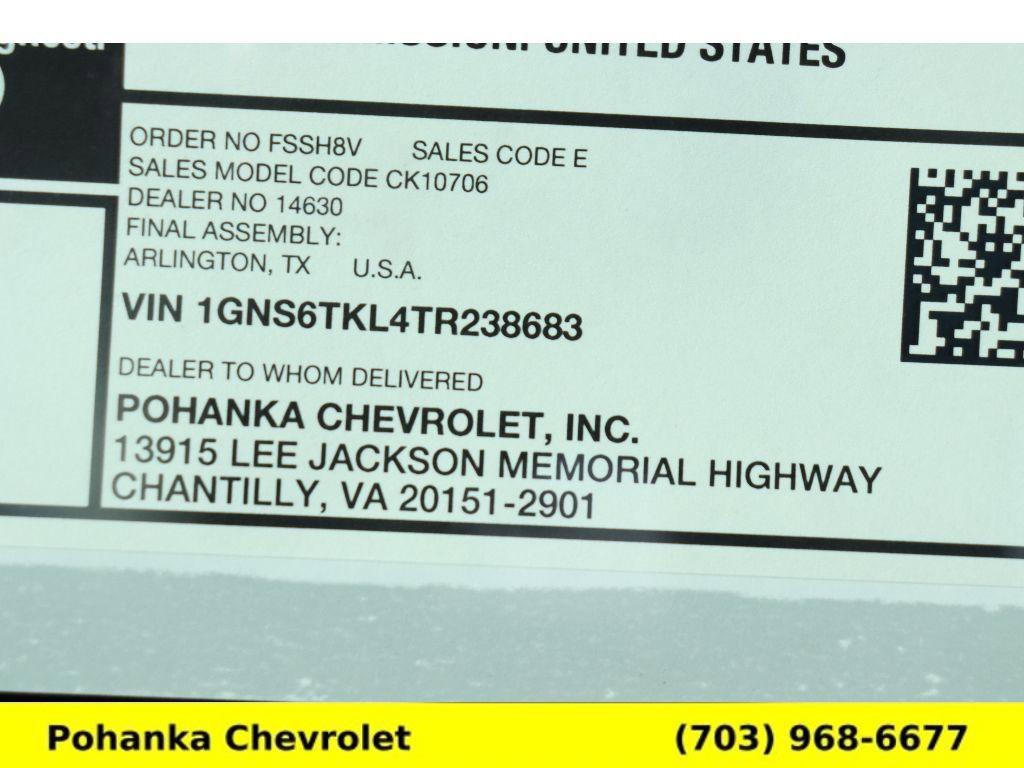 UNITED STATES
ORDER NO FSSH8V SALES CODE E
SALES MODEL CODE CK10706
DEALER NO 14630
FINAL ASSEMBLY:
ARLINGTON, TX U.S.A.
VIN 1GNS6TKL4TR238683
DEALER TO WHOM DELIVERED
POHANKA CHEVROLET, INC.
13915 LEE JACKSON MEMORIAL HIGHWAY
CHANTILLY, VA 20151-2901
Pohanka Chevrolet (703) 968-6677